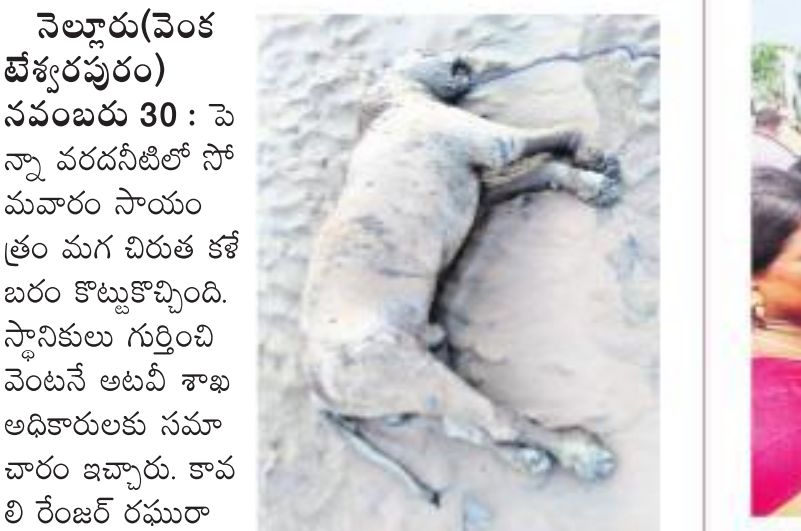 నెల్లూరు(వెంక
టేశ్వరపురం)
నవంబరు 30 : పె
న్నా వరదనీటిలో సో
మవారం సాయం
త్రం మగ చిరుత కళే
బరం కొట్టుకొచ్చింది.
స్థానికులు గుర్తించి
వెంటనే అటవీ శాఖ
అధికారులకు సమా
చారం ఇచ్చారు. కావ
లి రేంజర్ రఘురా